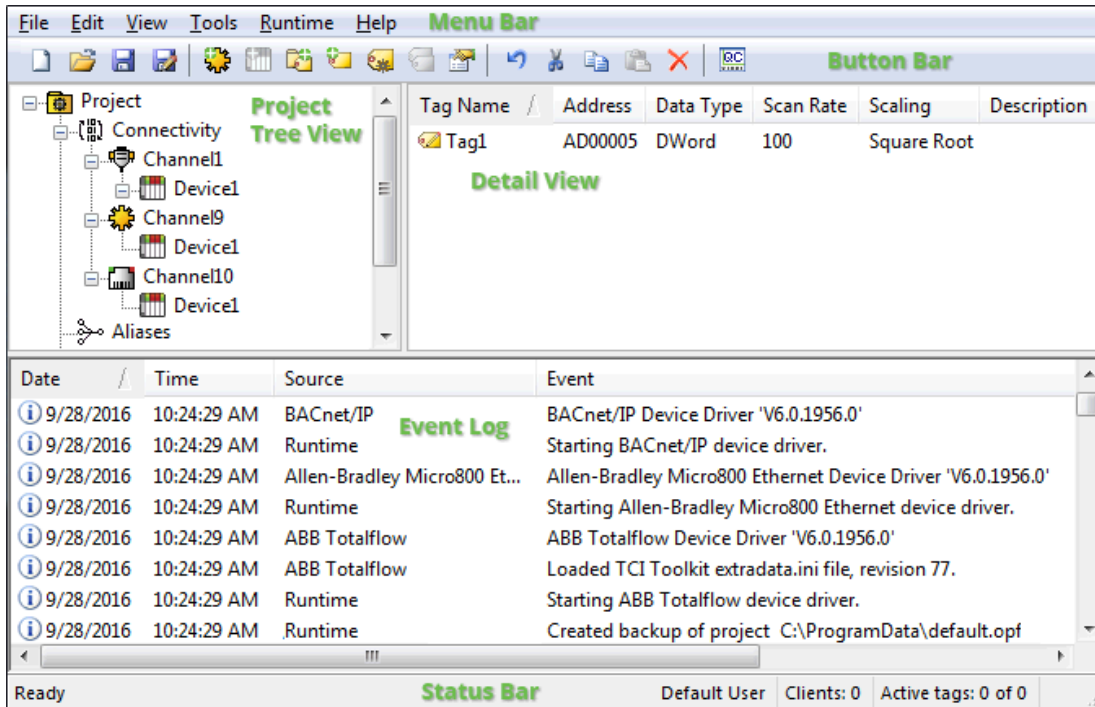 File Edit View Tools Runtime Help Menu Bar
QC Button Bar
Project
Connectivity
Channel1
Device1
Channel9
Device1
Channel10
Device1
Aliases
Project
Tree View
Tag Name Address Data Type Scan Rate Scaling Description
Tag1 AD00005 DWord 100 Square Root
Detail View
Date Time Source Event
9/28/2016 10:24:29 AM BACnet/IP BACnet/IP Device Driver 'V6.0.1956.0'
Event Log
9/28/2016 10:24:29 AM Runtime Starting BACnet/IP device driver.
9/28/2016 10:24:29 AM Allen-Bradley Micro800 Et... Allen-Bradley Micro800 Ethernet Device Driver 'V6.0.1956.0'
9/28/2016 10:24:29 AM Runtime Starting Allen-Bradley Micro800 Ethernet device driver.
9/28/2016 10:24:29 AM ABB Totalflow ABB Totalflow Device Driver 'V6.0.1956.0'
9/28/2016 10:24:29 AM ABB Totalflow Loaded TCI Toolkit extradata.ini file, revision 77.
9/28/2016 10:24:29 AM Runtime Starting ABB Totalflow device driver.
9/28/2016 10:24:29 AM Runtime Created backup of project C:\ProgramData\default.opf
Ready Status Bar Default User Clients: 0 Active tags: 0 of 0